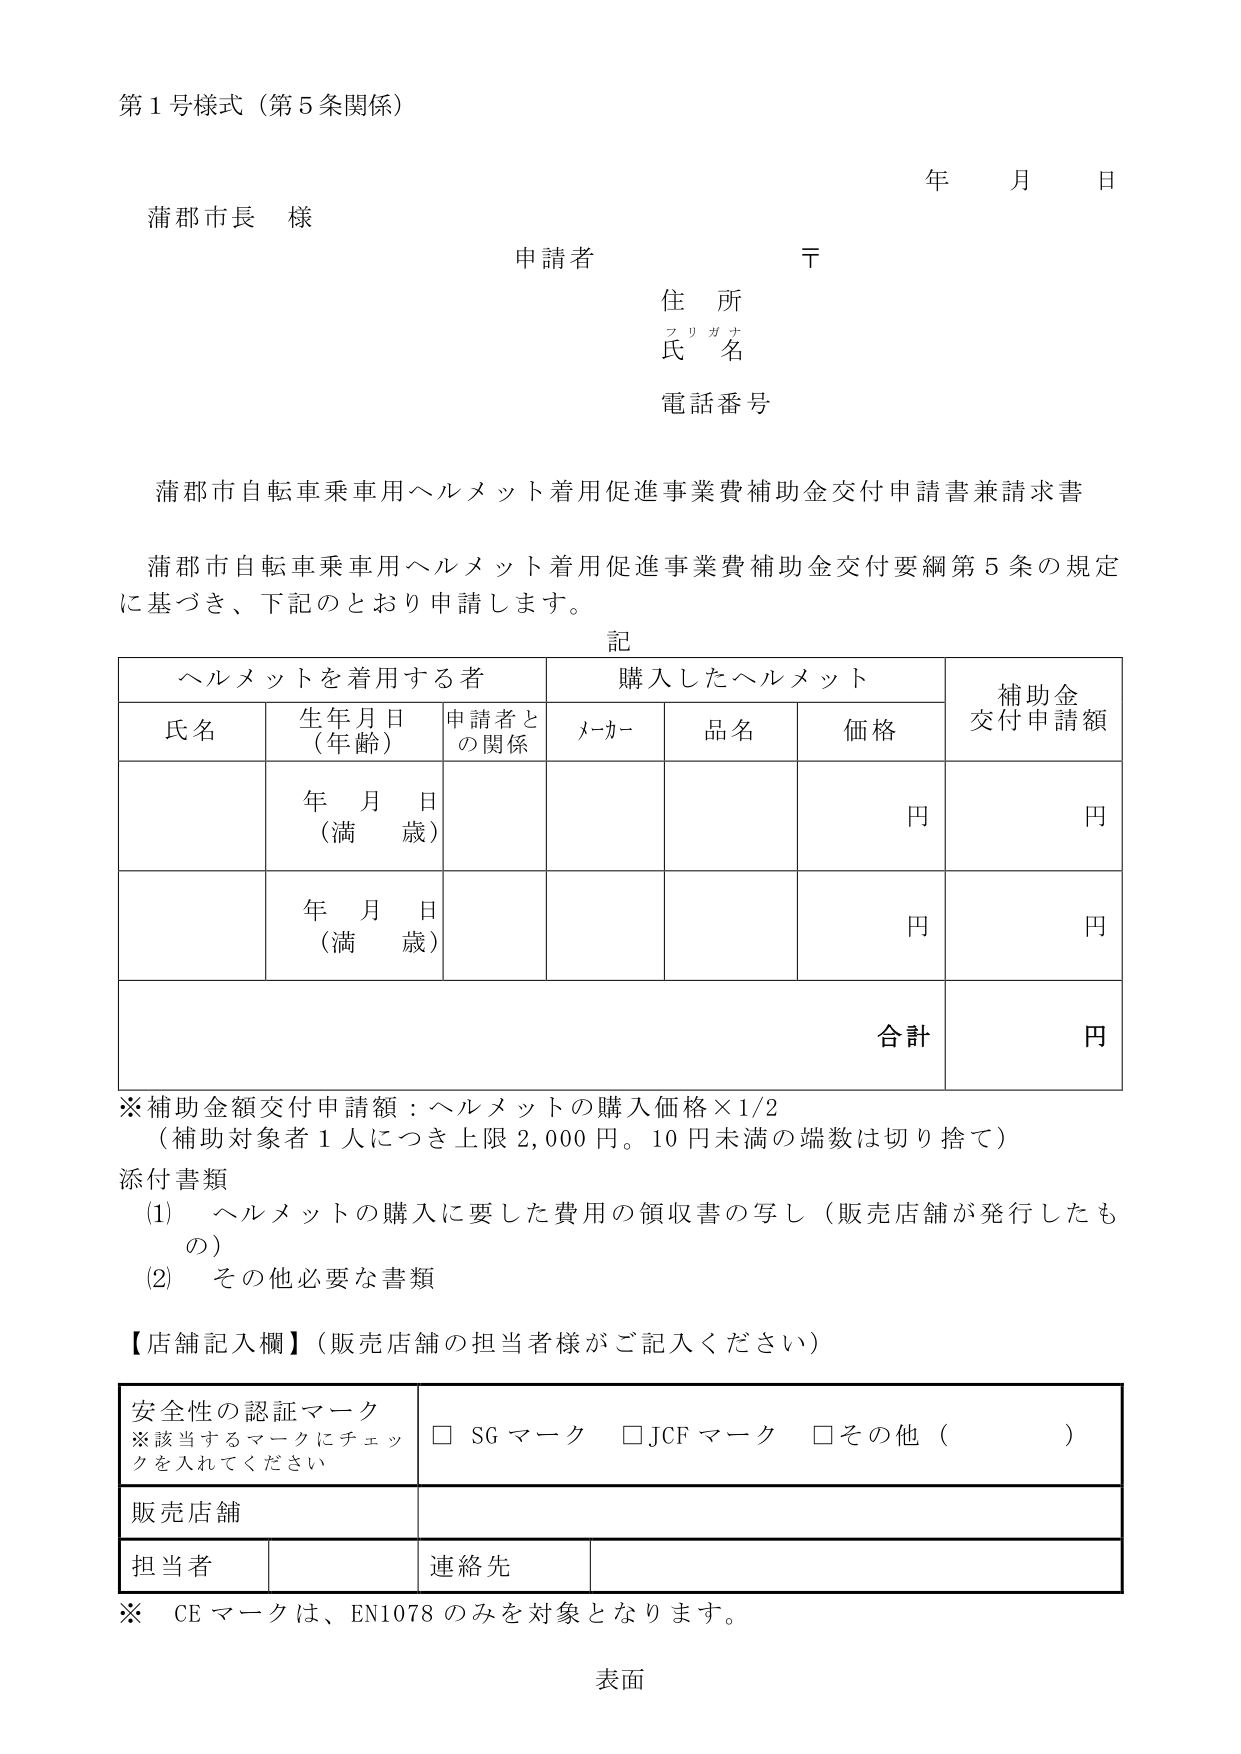 第１号様式（第５条関係）
年　　月　　日
蒲郡市長　様
申請者　　　　　　　〒
住　所
フリガナ
氏　名
電話番号
蒲郡市自転車乗車用ヘルメット着用促進事業費補助金交付申請書兼請求書
蒲郡市自転車乗車用ヘルメット着用促進事業費補助金交付要綱第５条の規定
に基づき、下記のとおり申請します。
記
ヘルメットを着用する者　購入したヘルメット　補助金
交付申請額
氏名　生年月日
（年齢）　申請者と
の関係　ﾒｰｶｰ　品名　価格
年　月　日
（満　　歳）　円　円
年　月　日
（満　　歳）　円　円
合計　円
※補助金額交付申請額：ヘルメットの購入価格×1/2
（補助対象者１人につき上限 2,000 円。10 円未満の端数は切り捨て）
添付書類
⑴　ヘルメットの購入に要した費用の領収書の写し（販売店舗が発行したも
の）
⑵　その他必要な書類
【店舗記入欄】（販売店舗の担当者様がご記入ください）
安全性の認証マーク
※該当するマークにチェッ
クを入れてください
□ SG マーク　□JCF マーク　□その他（　　　　）
販売店舗
担当者　連絡先
※　CE マークは、EN1078 のみを対象となります。
表面